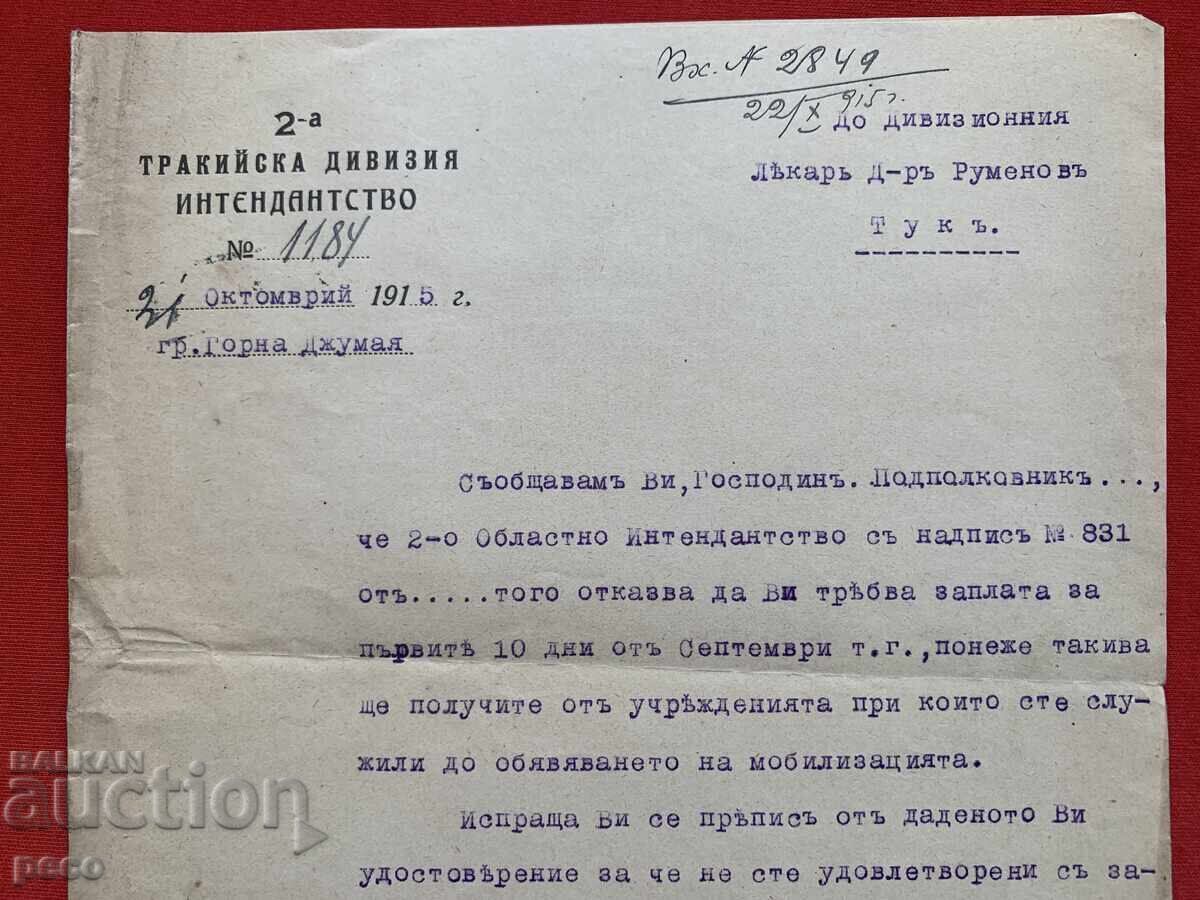 Вх. № 2849
22/X 915 г.
2-а
ТРАКИЙСКА ДИВИЗИЯ
ИНТЕНДАНТСТВО
№ 1184
21 Октомврий 1915 г.
гр. Горна Джумая
До Дивизионния
Лѣкарь Д-ръ Руменовъ
Тукъ.
Съобщавамъ Ви, Господинъ. Подполковникъ...,
че 2-о Областно Интендантство съ надпись № 831
отъ.....того отказва да Ви трѣбва заплата за
първитѣ 10 дни отъ Септември т.г., понеже такива
ще получите отъ учрѣжденията при които сте слу-
жили до обявяването на мобилизацията.
Испраща Ви се прѣписъ отъ даденото Ви
удостовѣрение за че не сте удовлетворени съ за-
BALKAN
auction
peco